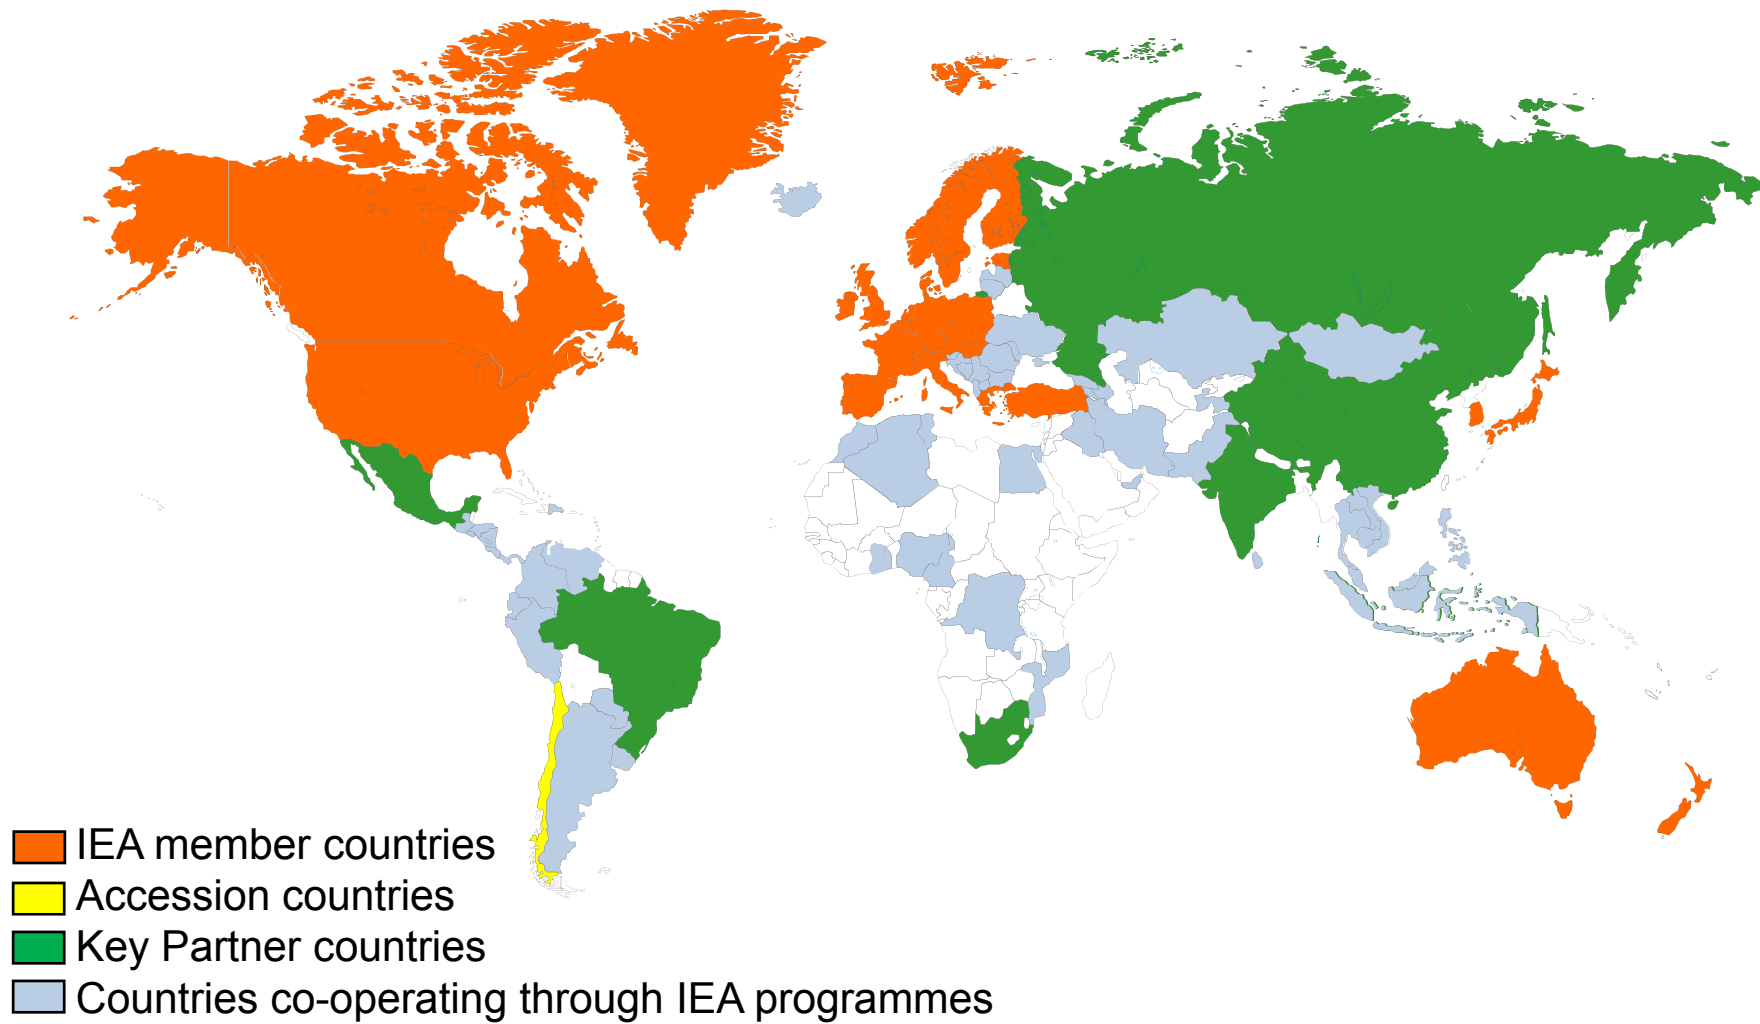 IEA member countries
Accession countries
Key Partner countries
Countries co-operating through IEA programmes